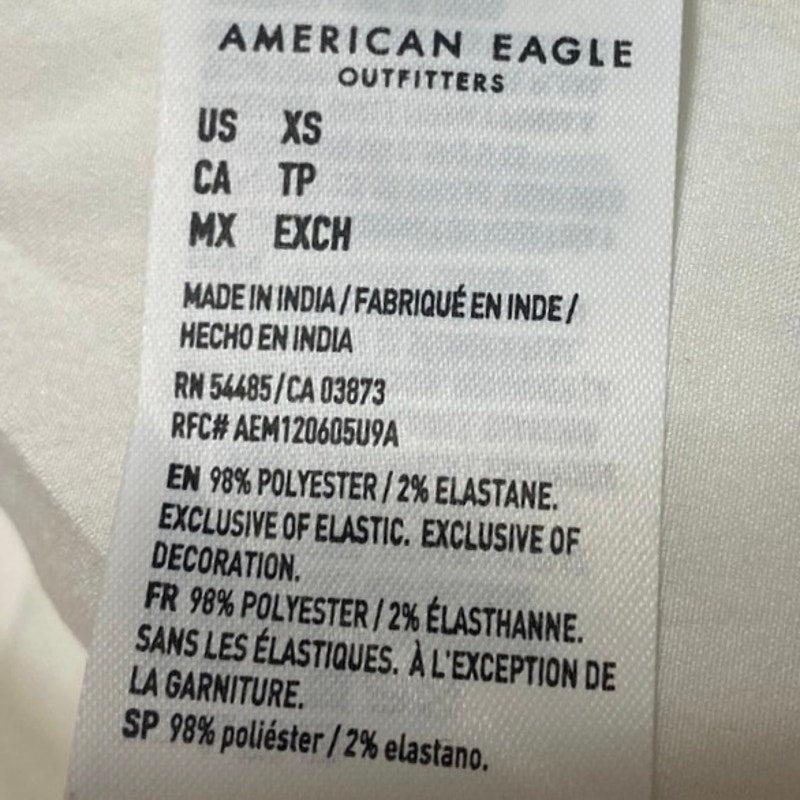 AMERICAN EAGLE
OUTFITTERS
US XS
CA TP
MX EXCH
MADE IN INDIA / FABRIQUÉ EN INDE /
HECHO EN INDIA
RN 54485 / CA 03873
RFC# AEM120605U9A
EN 98% POLYESTER / 2% ELASTANE.
EXCLUSIVE OF ELASTIC. EXCLUSIVE OF
DECORATION.
FR 98% POLYESTER / 2% ÉLASTHANNE.
SANS LES ÉLASTIQUES. À L'EXCEPTION DE
LA GARNITURE.
SP 98% poliéster / 2% elastano.